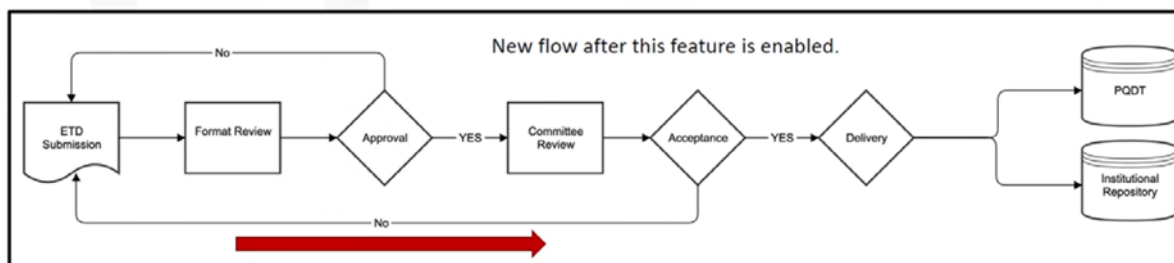 New flow after this feature is enabled.
No
ETD
Submission
Format Review
Approval
YES
Committee
Review
Acceptance
YES
Delivery
PQDT
Institutional
Repository
No